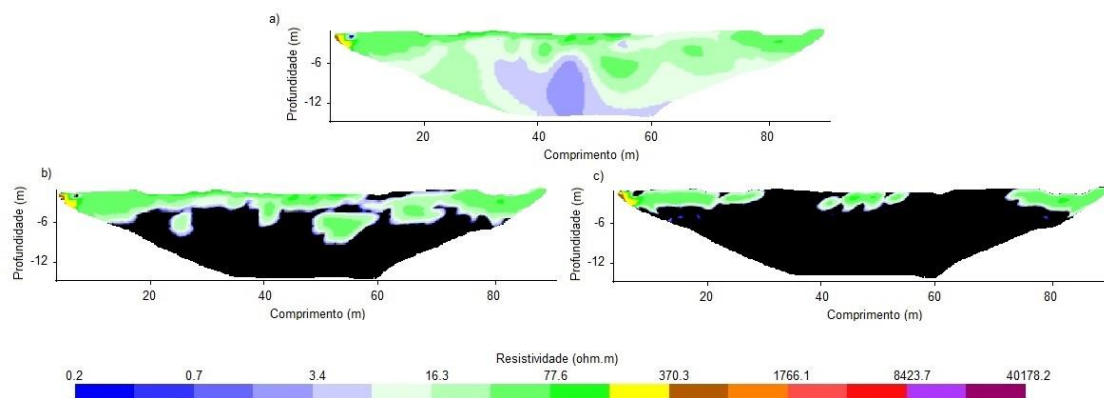 a)
Profundidade (m)
-6
-12
20 40 60 80
Comprimento (m)
b)
Profundidade (m)
-6
-12
20 40 60 80
Comprimento (m)
c)
Profundidade (m)
-6
-12
20 40 60 80
Comprimento (m)
Resistividade (ohm.m)
0.2 0.7 3.4 16.3 77.6 370.3 1766.1 8423.7 40178.2